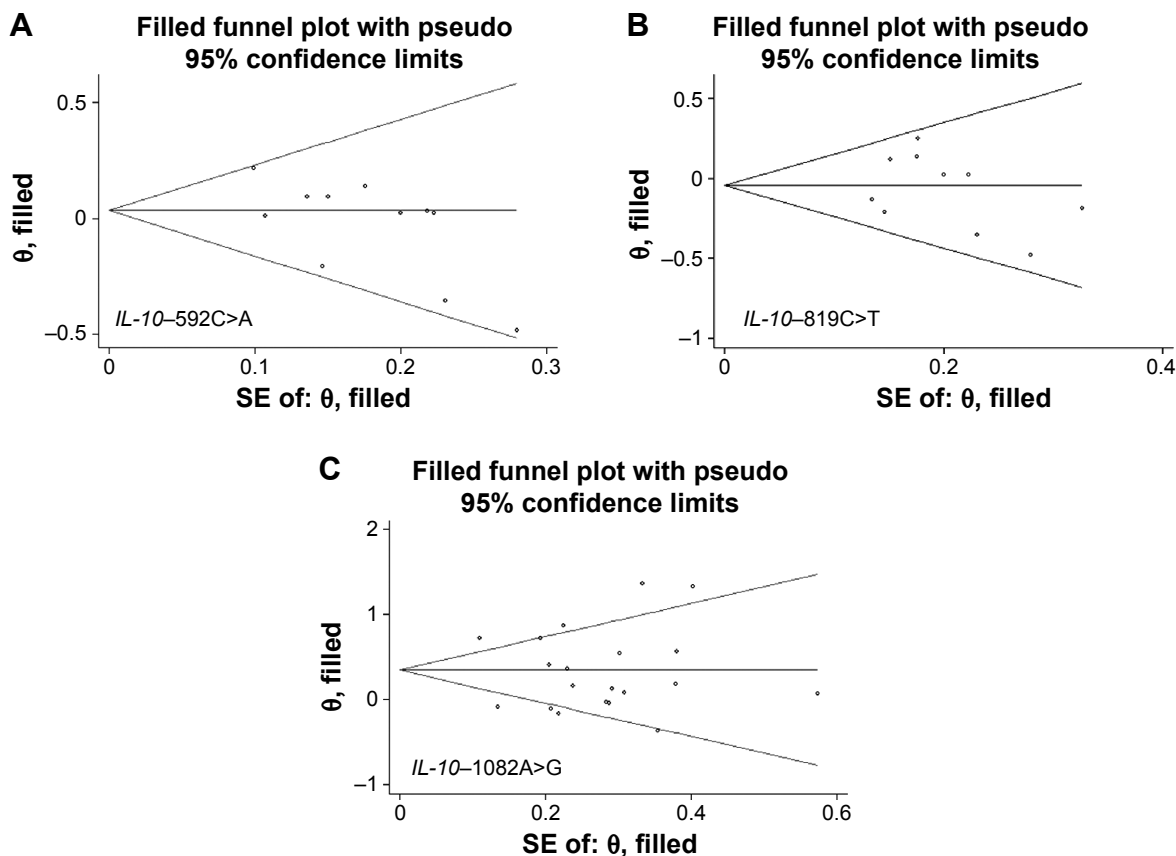 A
Filled funnel plot with pseudo
95% confidence limits
0.5
0
–0.5
θ, filled
IL-10–592C>A
0
0.1
0.2
0.3
SE of: θ, filled
B
Filled funnel plot with pseudo
95% confidence limits
0.5
0
–0.5
–1
θ, filled
IL-10–819C>T
0
0.2
0.4
SE of: θ, filled
C
Filled funnel plot with pseudo
95% confidence limits
2
1
0
–1
θ, filled
IL-10–1082A>G
0
0.2
0.4
0.6
SE of: θ, filled